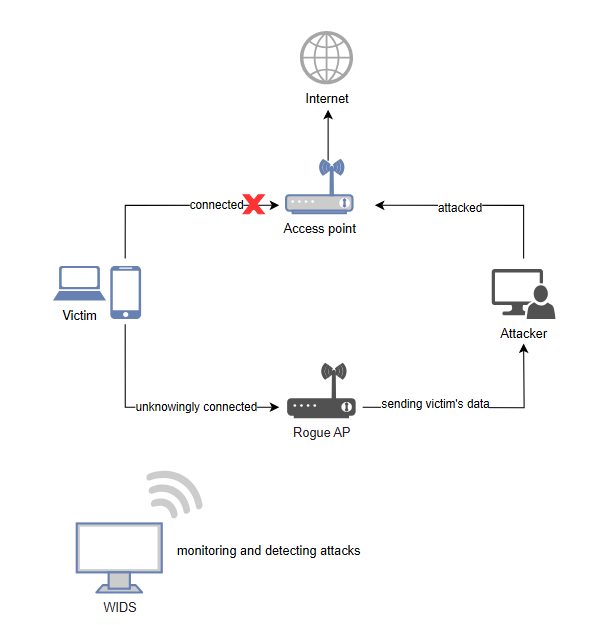 Internet
connected
Access point
attacked
Victim
Attacker
unknowingly connected
sending victim's data
Rogue AP
monitoring and detecting attacks
WIDS